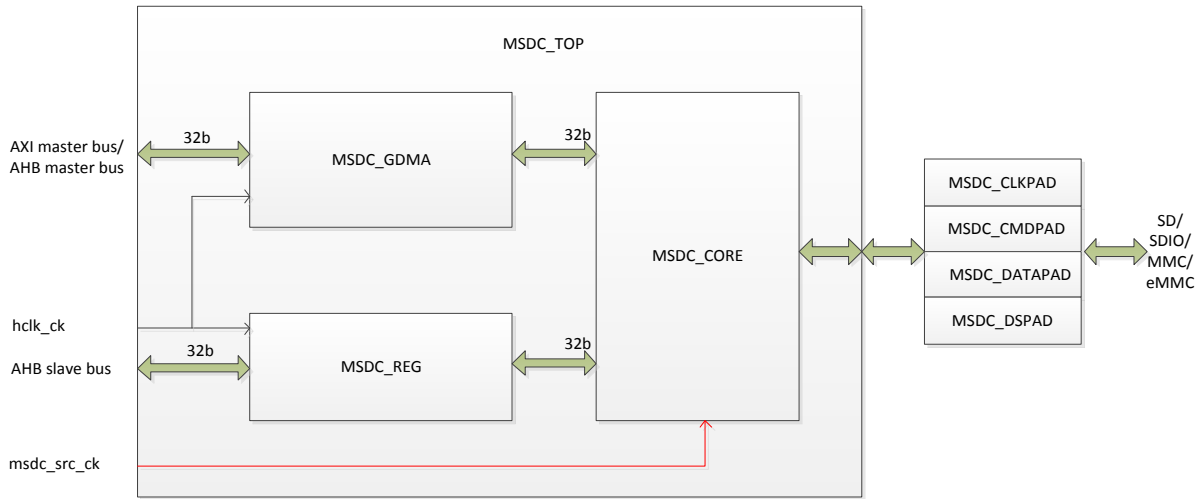 MSDC_TOP
AXI master bus/
AHB master bus
32b
MSDC_GDMA
32b
MSDC_CORE
MSDC_CLKPAD
MSDC_CMDPAD
MSDC_DATAPAD
MSDC_DSPAD
SD/
SDIO/
MMC/
eMMC
hclk_ck
AHB slave bus
32b
MSDC_REG
32b
msdc_src_ck